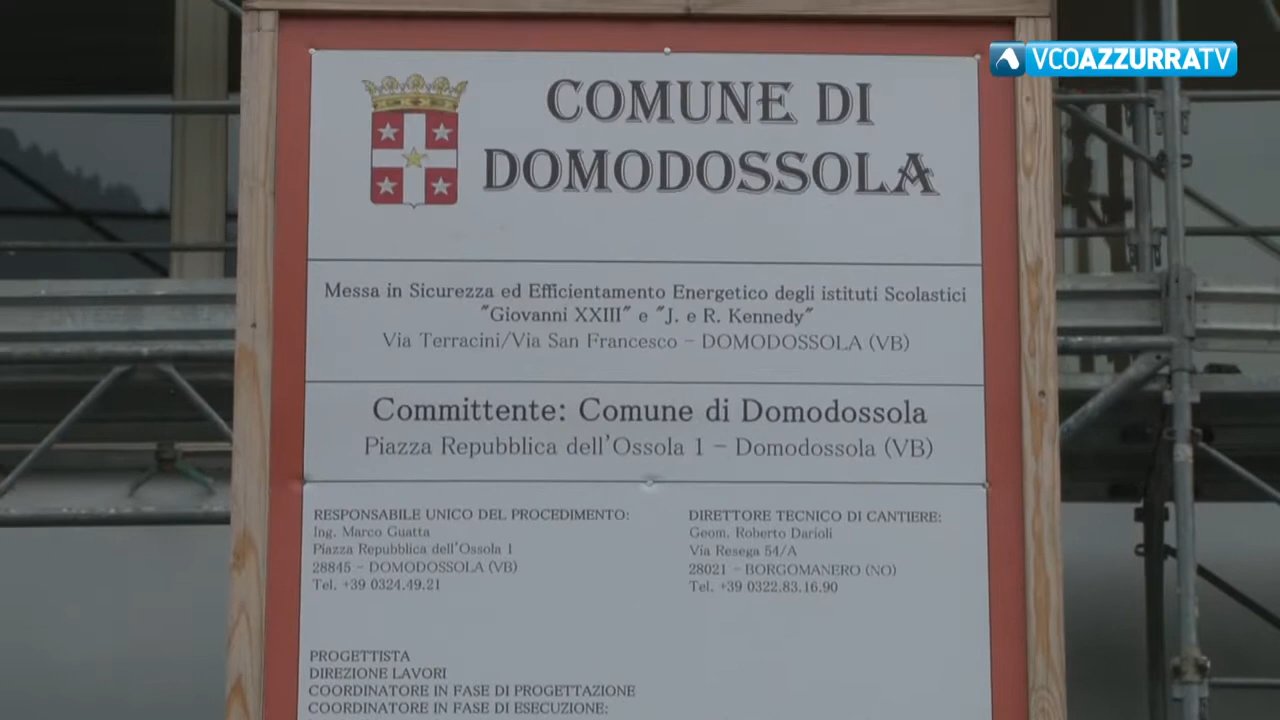 VCOAZZURRATV
COMUNE DI
DOMODOSSOLA
Messa in Sicurezza ed Efficientamento Energetico degli istituti Scolastici
"Giovanni XXIII" e "J. e R. Kennedy"
Via Terracini/Via San Francesco - DOMODOSSOLA (VB)
Committente: Comune di Domodossola
Piazza Repubblica dell'Ossola 1 - Domodossola (VB)
RESPONSABILE UNICO DEL PROCEDIMENTO:
Ing. Marco Guatta
Piazza Repubblica dell'Ossola 1
28845 - DOMODOSSOLA (VB)
Tel. +39 0324.49.21
DIRETTORE TECNICO DI CANTIERE:
Geom. Roberto Darioli
Via Resega 54/A
28021 - BORGOMANERO (NO)
Tel. +39 0322.83.16.90
PROGETTISTA
DIREZIONE LAVORI
COORDINATORE IN FASE DI PROGETTAZIONE
COORDINATORE IN FASE DI ESECUZIONE: